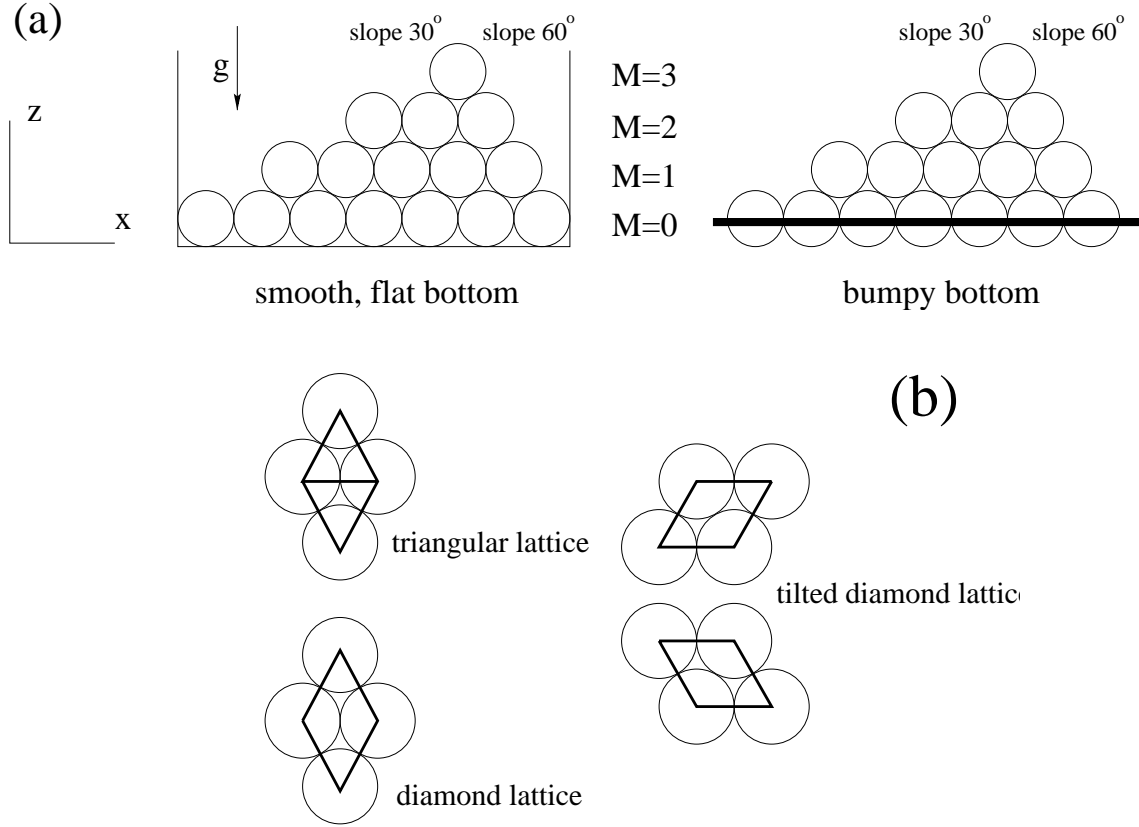 (a)
slope 30° slope 60°
slope 30° slope 60°
g
z
x
M=3
M=2
M=1
M=0
smooth, flat bottom
bumpy bottom
(b)
triangular lattice
tilted diamond lattic
diamond lattice